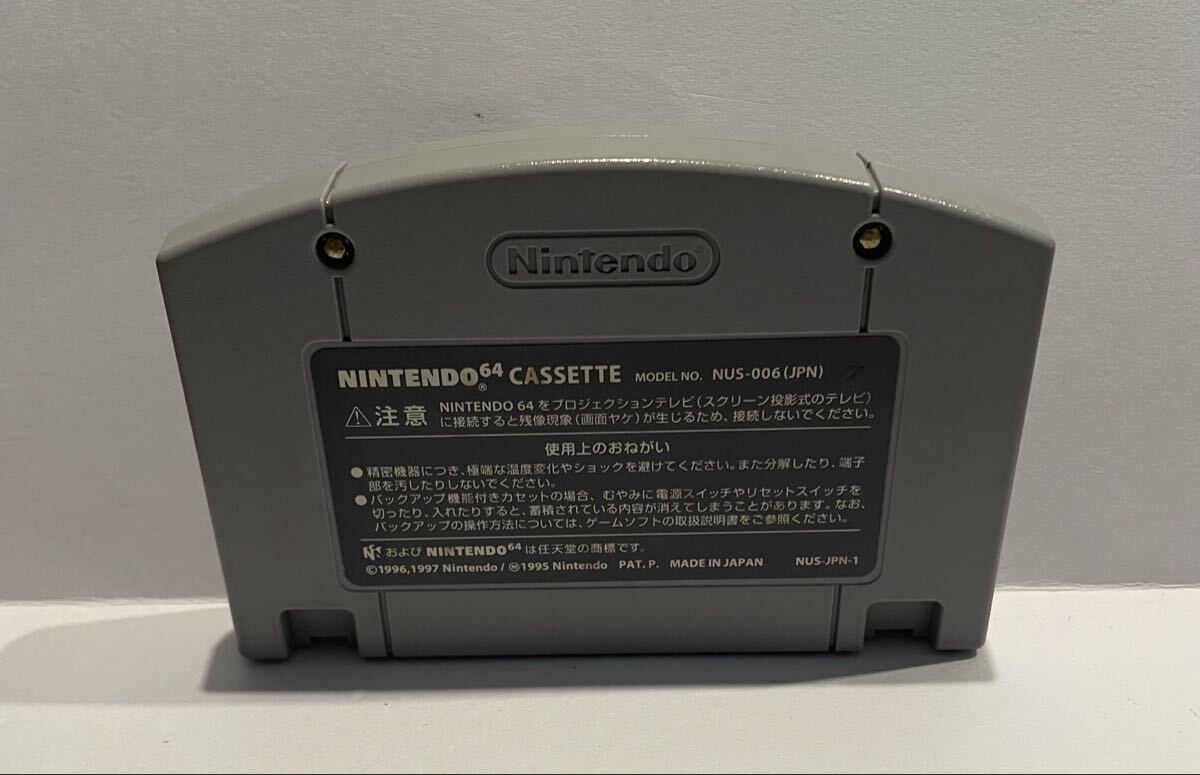 Nintendo®
NINTENDO64® CASSETTE MODEL NO. NUS-006(JPN)
⚠注意 NINTENDO 64 をプロジェクションテレビ(スクリーン投影式のテレビ)
に接続すると残像現象(画面ヤケ)が生じるため、接続しないでください。
使用上のおねがい
●精密機器につき、極端な温度変化やショックを避けてください。また分解したり、端子
部を汚したりしないでください。
●バックアップ機能付きカセットの場合、むやみに電源スイッチやリセットスイッチを
切ったり、入れたりすると、蓄積されている内容が消えてしまうことがあります。なお、
バックアップの操作方法については、ゲームソフトの取扱説明書をご参照ください。
および NINTENDO64 は任天堂の商標です。
©1996,1997 Nintendo / Ⓜ1995 Nintendo PAT. P. MADE IN JAPAN NUS-JPN-1